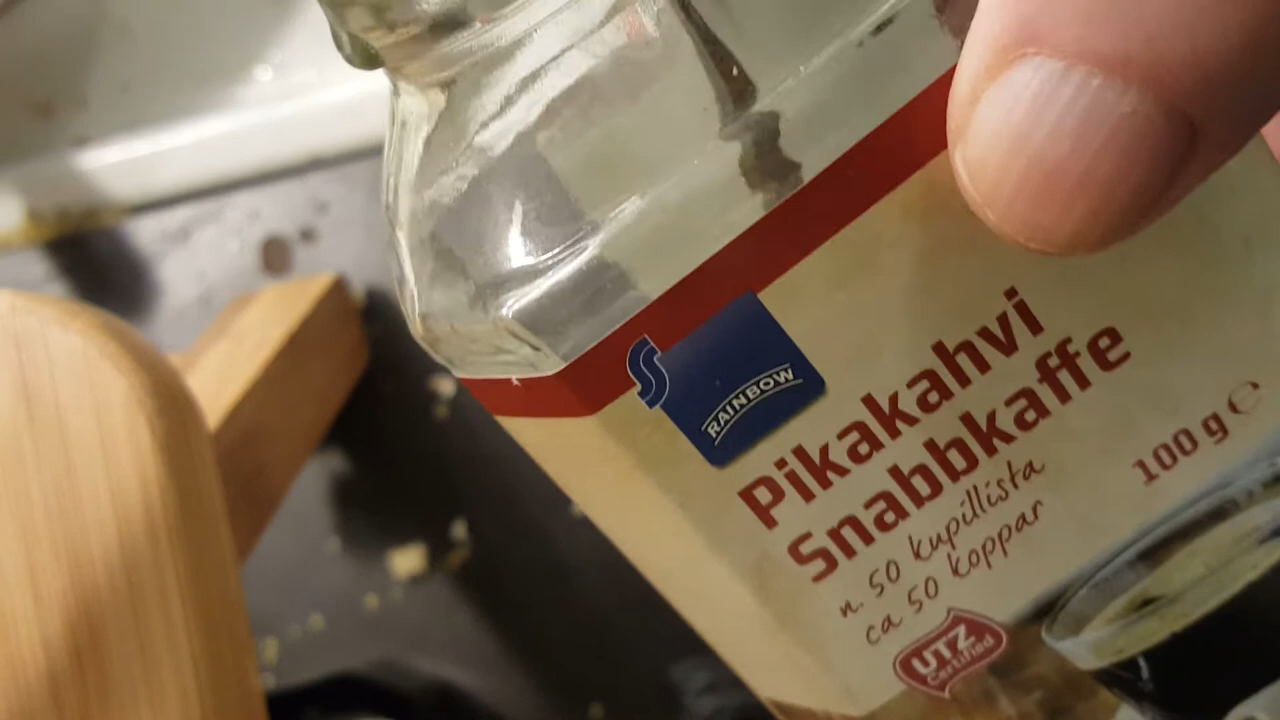 RAINBOW
Pikakahvi
Snabbkaffe
100 g ℮
n. 50 kupillista
ca 50 koppar
UTZ
Certified